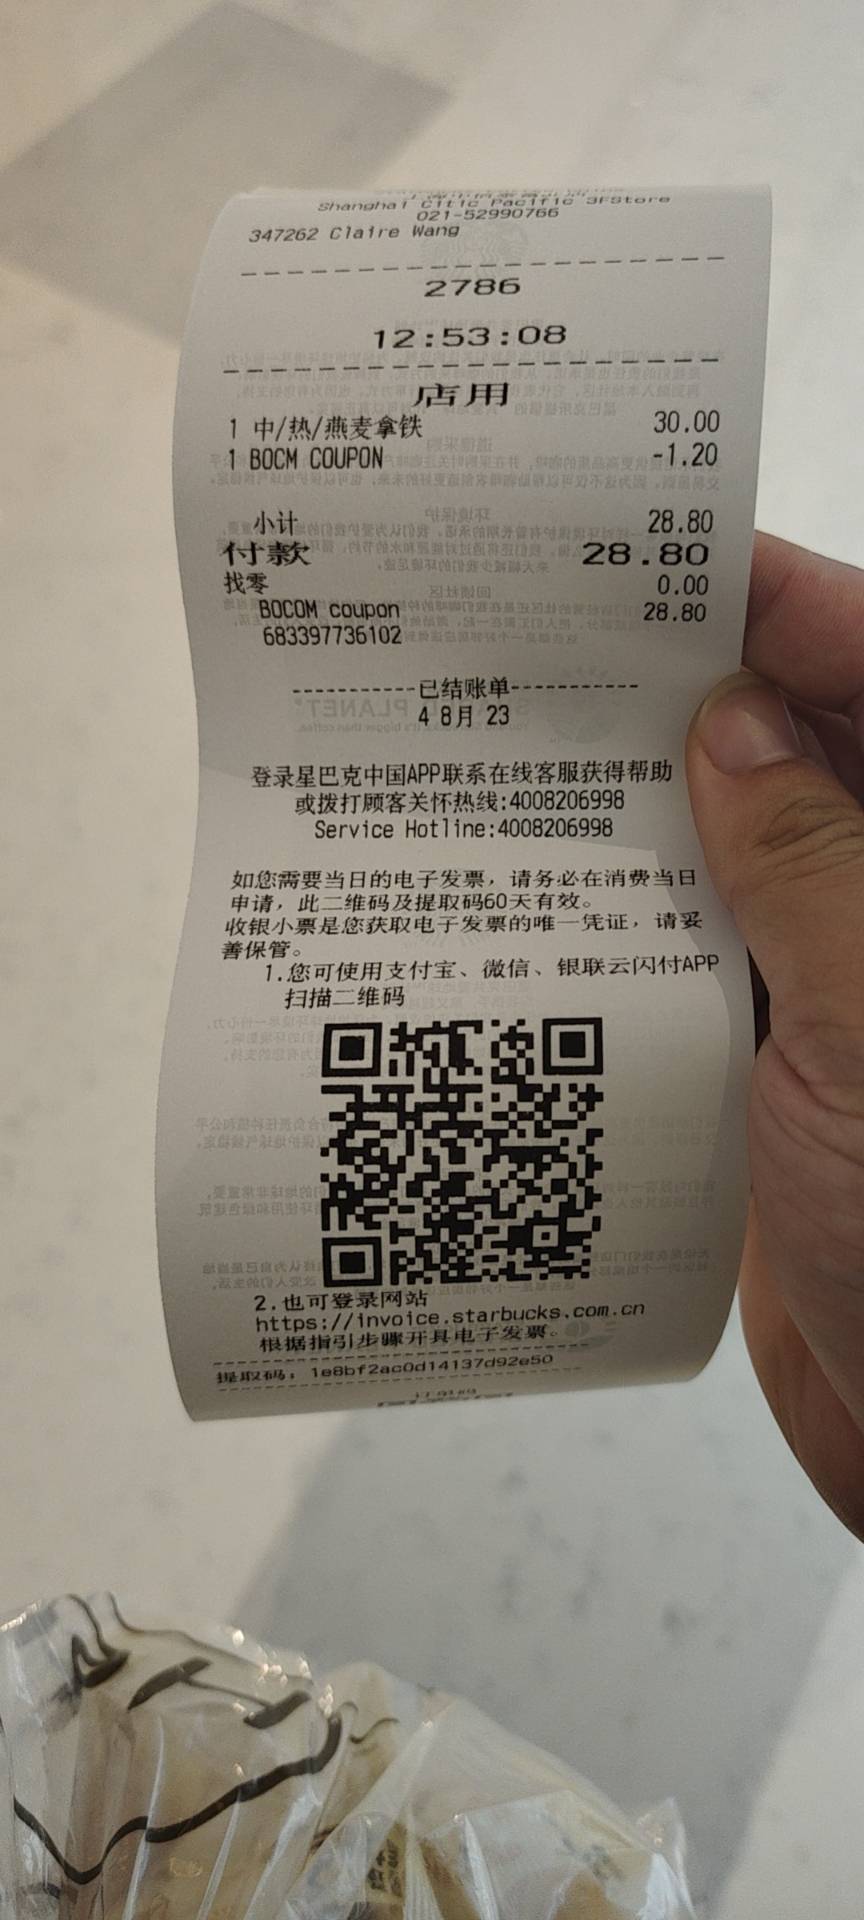 Shanghai Citic Pacific 3FStore
021-52990766
347262 Claire Wang
2786
12:53:08
店用
1 中/热/燕麦拿铁 30.00
1 BOCM COUPON -1.20
小计 28.80
付款 28.80
找零 0.00
BOCOM coupon 28.80
683397736102
-----------已结账单-----------
4 8月 23
登录星巴克中国APP联系在线客服获得帮助
或拨打顾客关怀热线:4008206998
Service Hotline:4008206998
如您需要当日的电子发票，请务必在消费当日
申请，此二维码及提取码60天有效。
收银小票是您获取电子发票的唯一凭证，请妥
善保管。
1.您可使用支付宝、微信、银联云闪付APP
扫描二维码
2.也可登录网站
https://invoice.starbucks.com.cn
根据指引步骤开具电子发票。
提取码: 1e8bf2ac0d14137d92e50